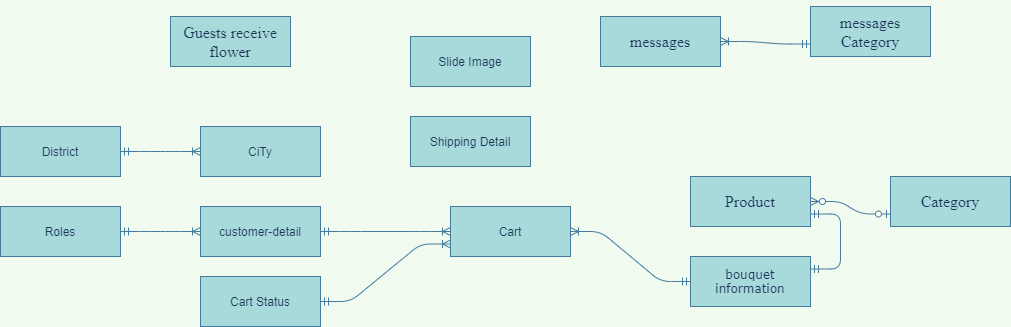 Guests receive
flower
Slide Image
messages
messages
Category
Shipping Detail
District
CiTy
Product
Category
Roles
customer-detail
Cart
Cart Status
bouquet
information